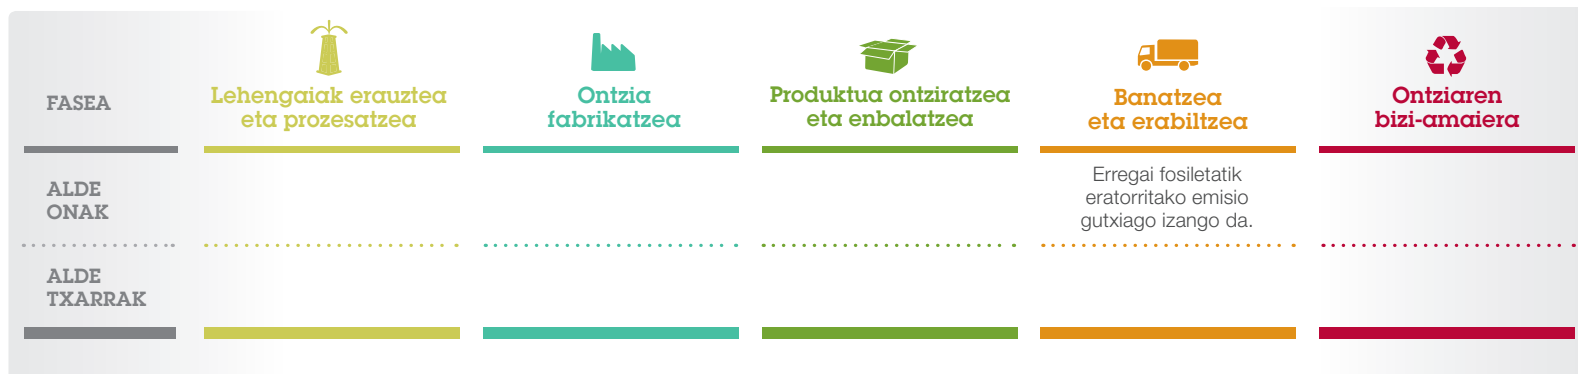 FASEA
Lehengaiak erauztea
eta prozesatzea
Ontzia
fabrikatzea
Produktua ontziratzea
eta enbalatzea
Banatzea
eta erabiltzea
Ontziaren
bizi-amaiera
ALDE
ONAK
Erregai fosiletatik
eratorritako emisio
gutxiago izango da.
ALDE
TXARRAK